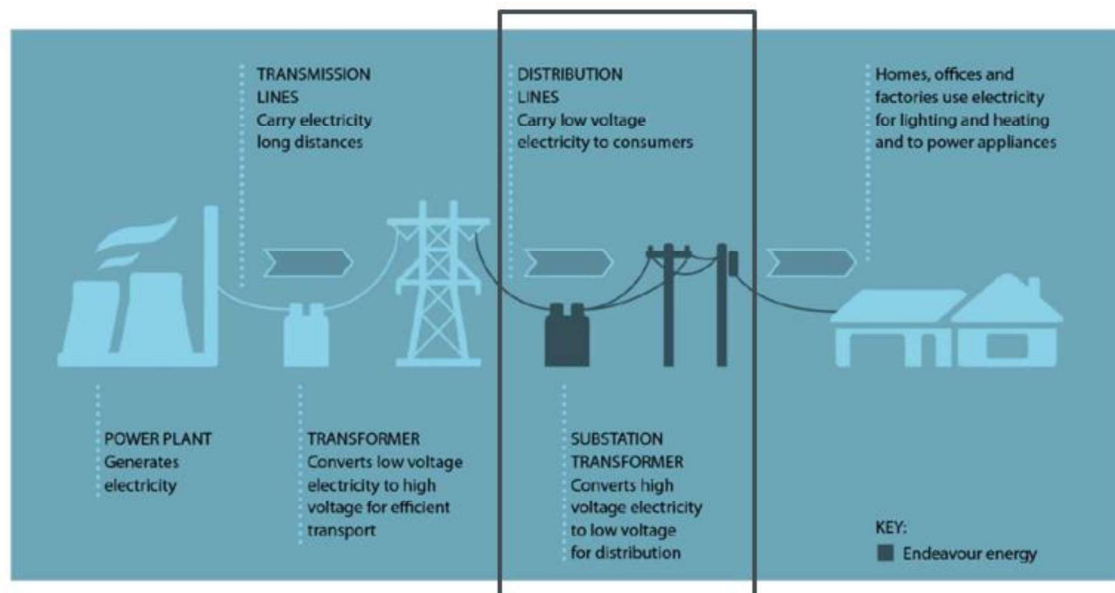 TRANSMISSION
LINES
Carry electricity
long distances
DISTRIBUTION
LINES
Carry low voltage
electricity to consumers
Homes, offices and
factories use electricity
for lighting and heating
and to power appliances
POWER PLANT
Generates
electricity
TRANSFORMER
Converts low voltage
electricity to high
voltage for efficient
transport
SUBSTATION
TRANSFORMER
Converts high
voltage electricity
to low voltage
for distribution
KEY:
Endeavour energy